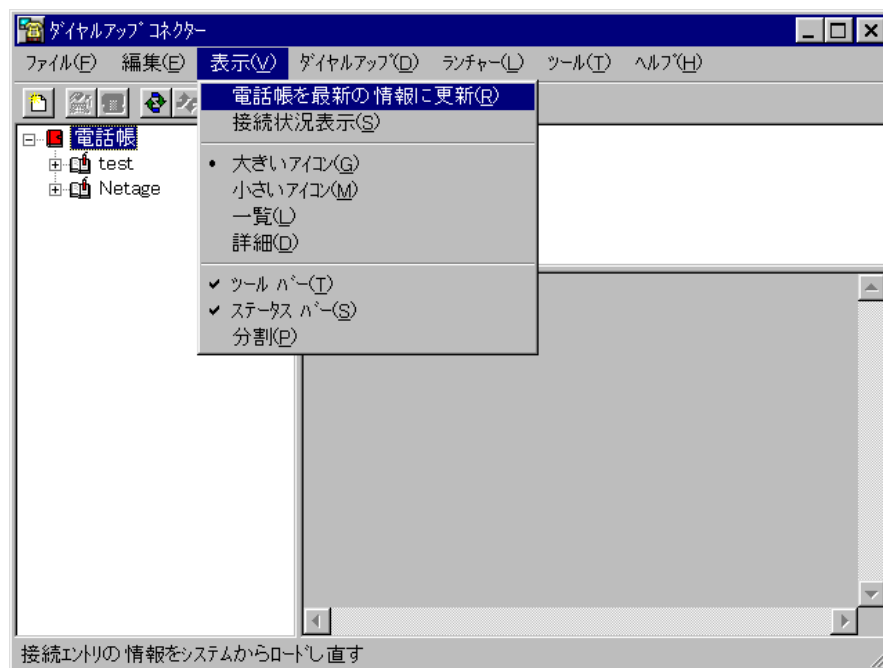 ﾀﾞｲﾔﾙｱｯﾌﾟ ｺﾈｸﾀｰ
ﾌｧｲﾙ(F) 編集(E) 表示(V) ﾀﾞｲﾔﾙｱｯﾌﾟ(D) ﾗﾝﾁｬｰ(L) ﾂｰﾙ(T) ﾍﾙﾌﾟ(H)
電話帳を最新の情報に更新(R)
接続状況表示(S)
大きいｱｲｺﾝ(G)
小さいｱｲｺﾝ(M)
一覧(L)
詳細(D)
ﾂｰﾙ ﾊﾞｰ(T)
ｽﾃｰﾀｽ ﾊﾞｰ(S)
分割(P)
電話帳
test
Netage
接続ｴﾝﾄﾘの情報をｼｽﾃﾑからﾛｰﾄﾞし直す